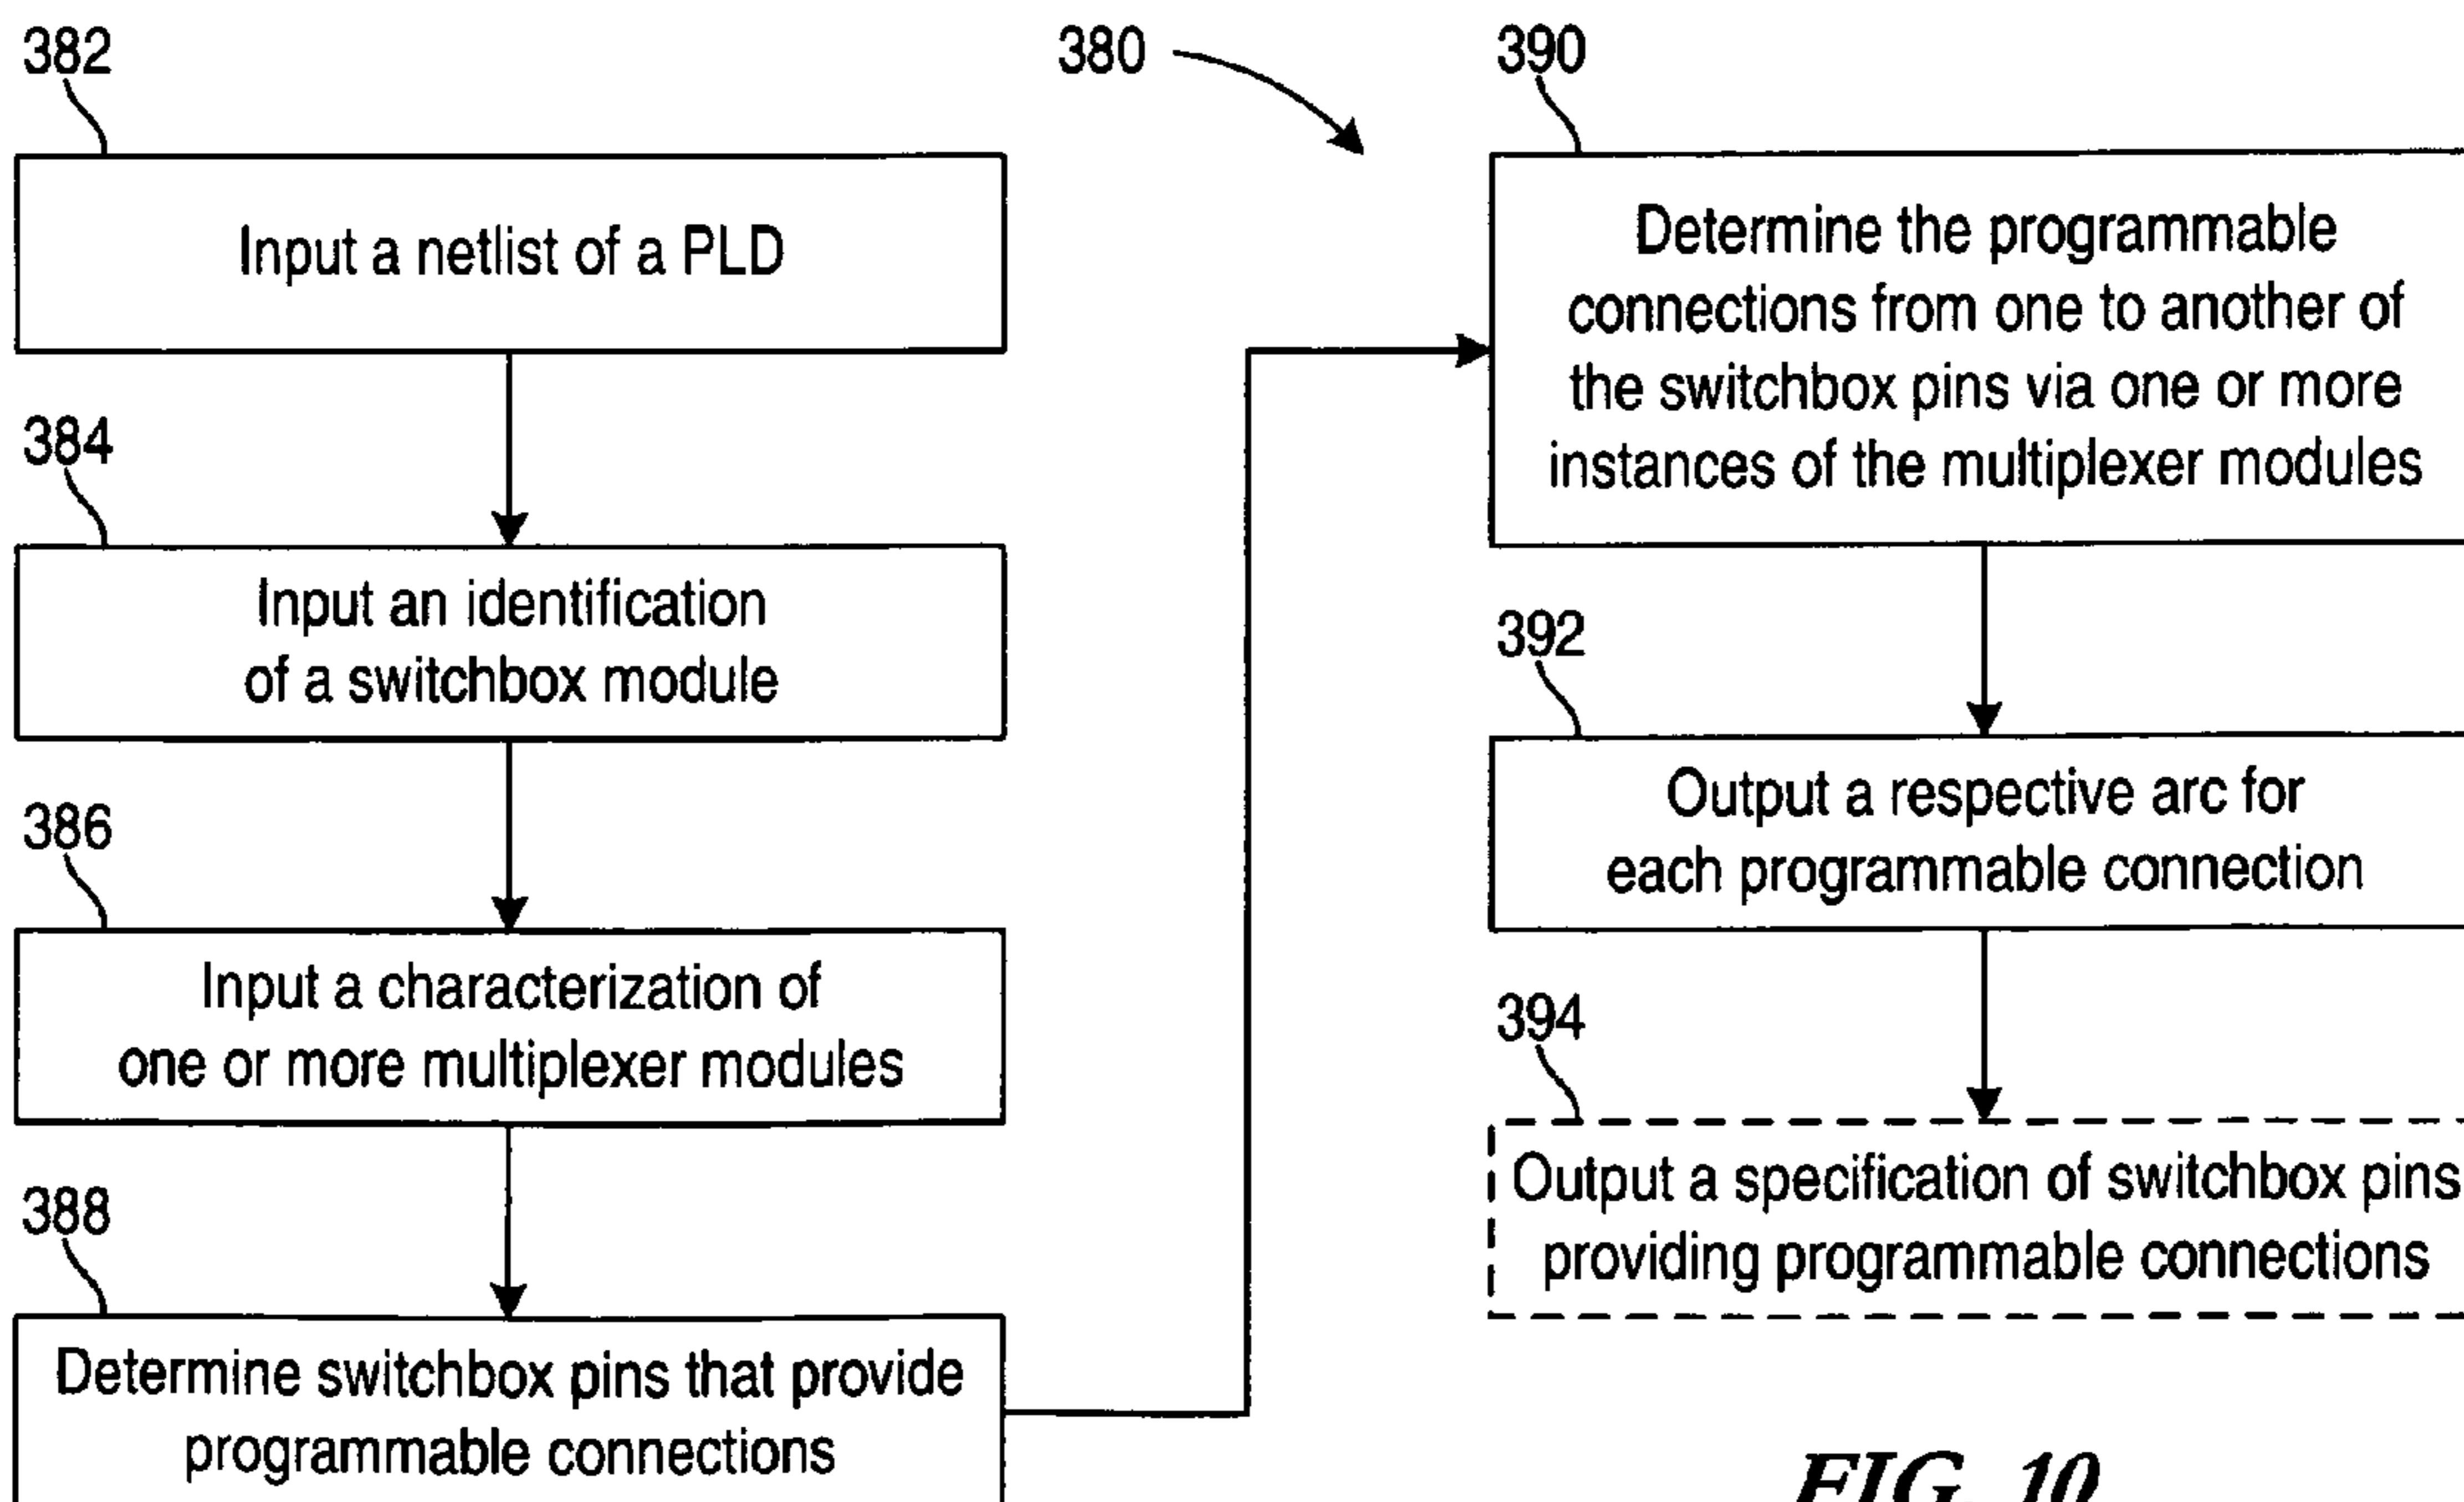 382
Input a netlist of a PLD
384
Input an identification
of a switchbox module
386
Input a characterization of
one or more multiplexer modules
388
Determine switchbox pins that provide
programmable connections
380
390
Determine the programmable
connections from one to another of
the switchbox pins via one or more
instances of the multiplexer modules
392
Output a respective arc for
each programmable connection
394
Output a specification of switchbox pins
providing programmable connections
FIG. 10